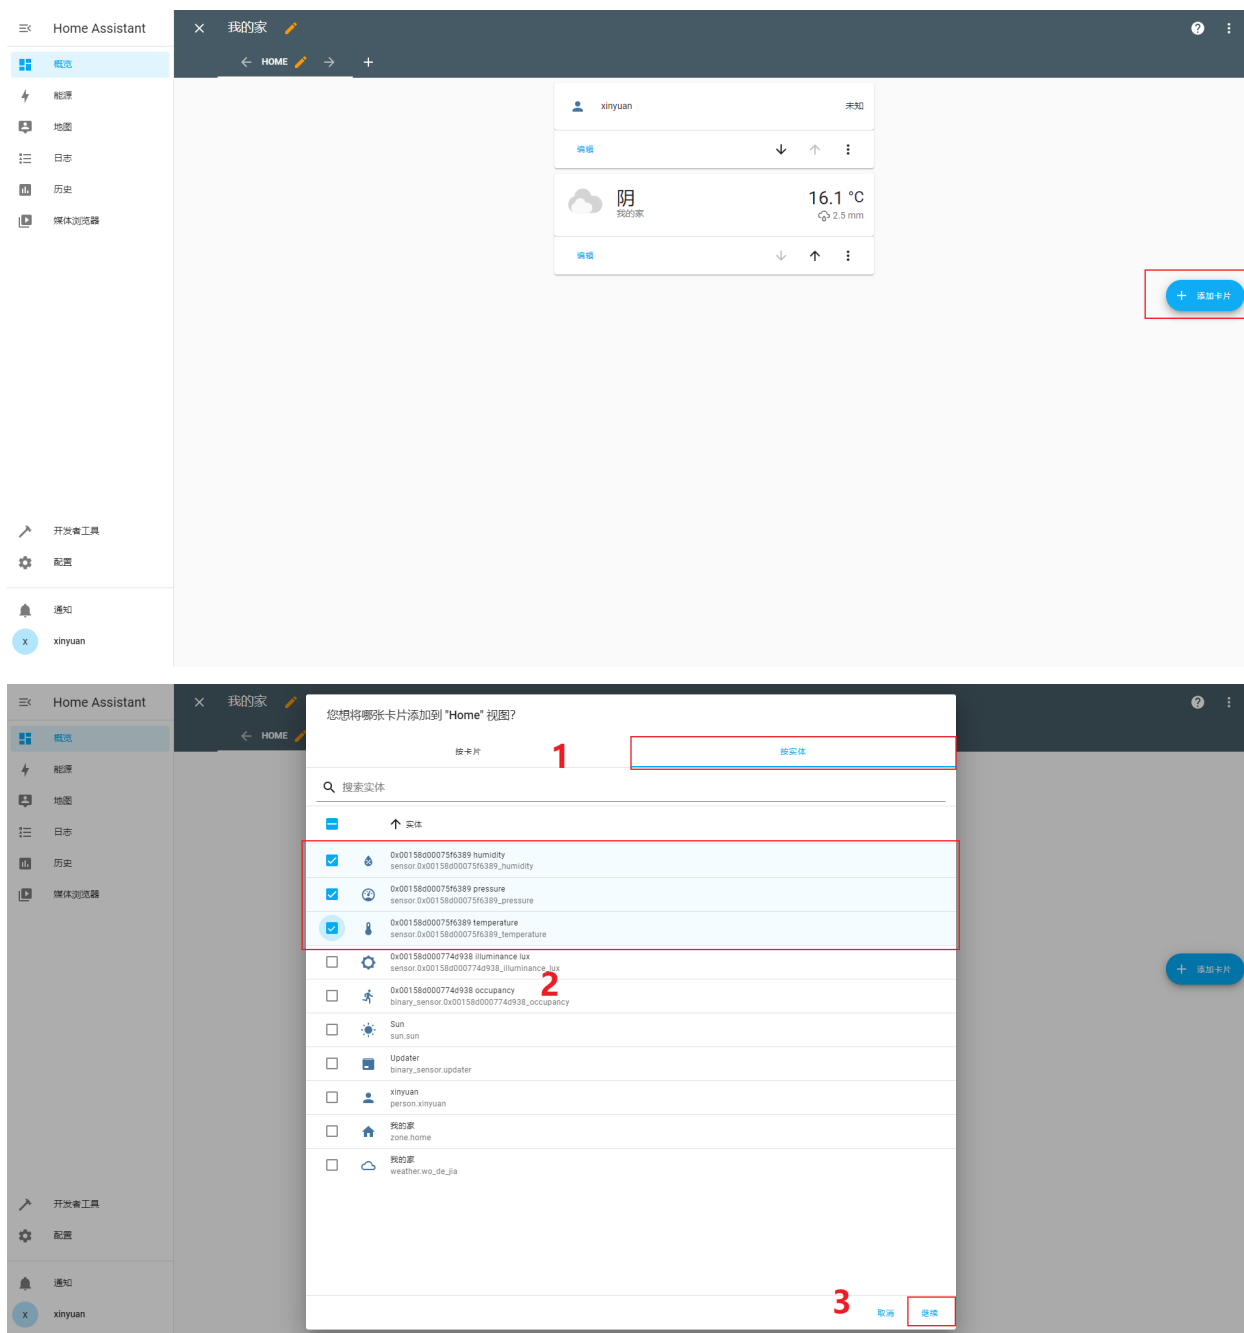 Home Assistant
我的家
HOME
概览
能源
地图
日志
历史
媒体浏览器
xinyuan
未知
编辑
阴
我的家
16.1 °C
2.5 mm
编辑
添加卡片
开发者工具
配置
通知
x
xinyuan
Home Assistant
我的家
HOME
概览
能源
地图
日志
历史
媒体浏览器
您想将哪张卡片添加到 "Home" 视图?
按卡片
1
按实体
搜索实体
实体
0x00158d00075f6389 humidity
sensor.0x00158d00075f6389_humidity
0x00158d00075f6389 pressure
sensor.0x00158d00075f6389_pressure
0x00158d00075f6389 temperature
sensor.0x00158d00075f6389_temperature
0x00158d000774d938 illuminance lux
sensor.0x00158d000774d938_illuminance_lux
2
0x00158d000774d938 occupancy
binary_sensor.0x00158d000774d938_occupancy
Sun
sun.sun
Updater
binary_sensor.updater
xinyuan
person.xinyuan
我的家
zone.home
我的家
weather.wo_de_jia
添加卡片
开发者工具
配置
通知
x
xinyuan
3
取消
继续